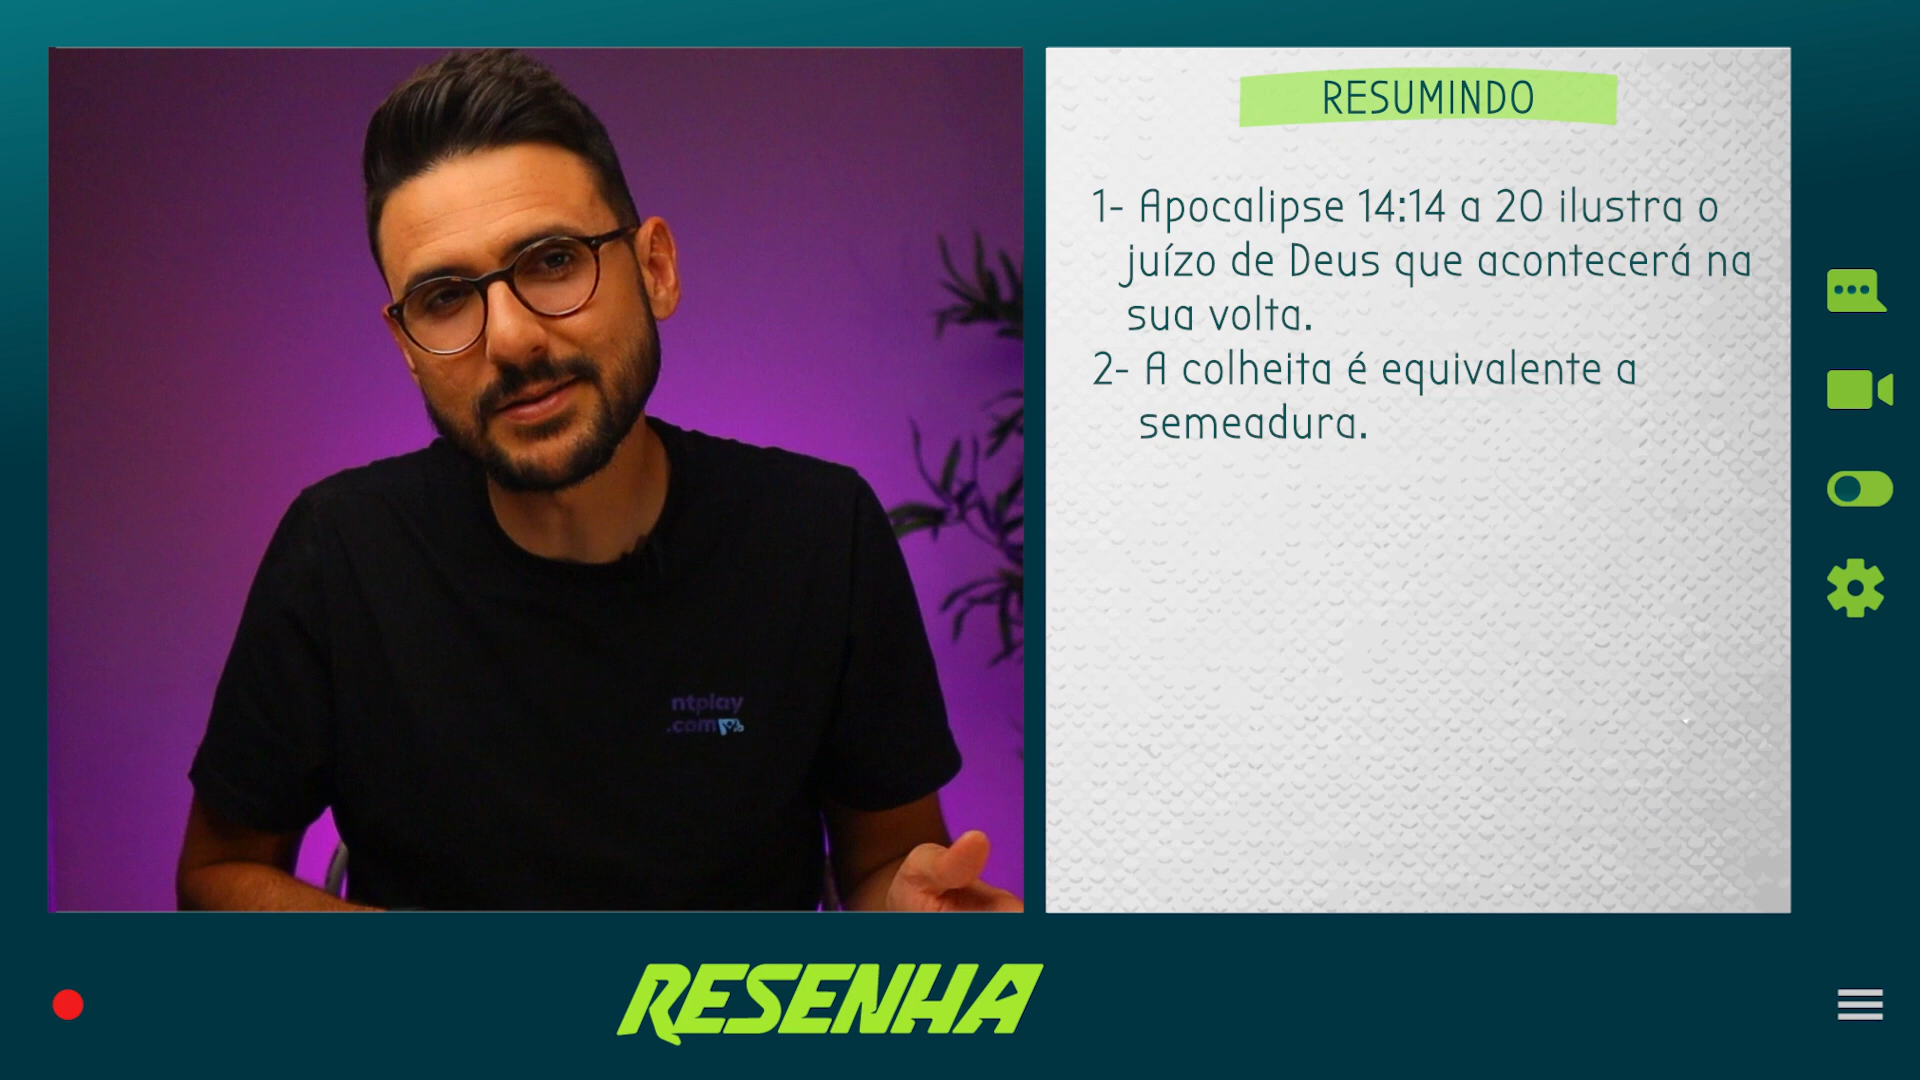 RESUMINDO
1- Apocalipse 14:14 a 20 ilustra o
juízo de Deus que acontecerá na
sua volta.
2- A colheita é equivalente a
semeadura.
ntplay
.com
RESENHA